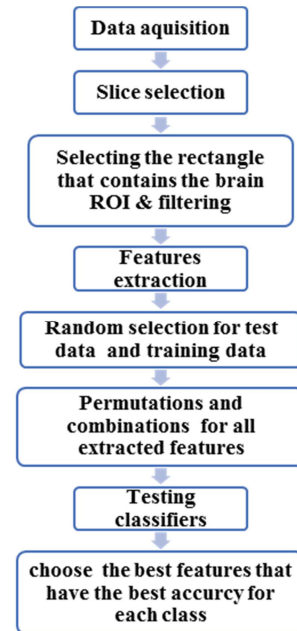 Data aquisition
Slice selection
Selecting the rectangle
that contains the brain
ROI & filtering
Features
extraction
Random selection for test
data and training data
Permutations and
combinations for all
extracted features
Testing
classifiers
choose the best features that
have the best accurcy for
each class